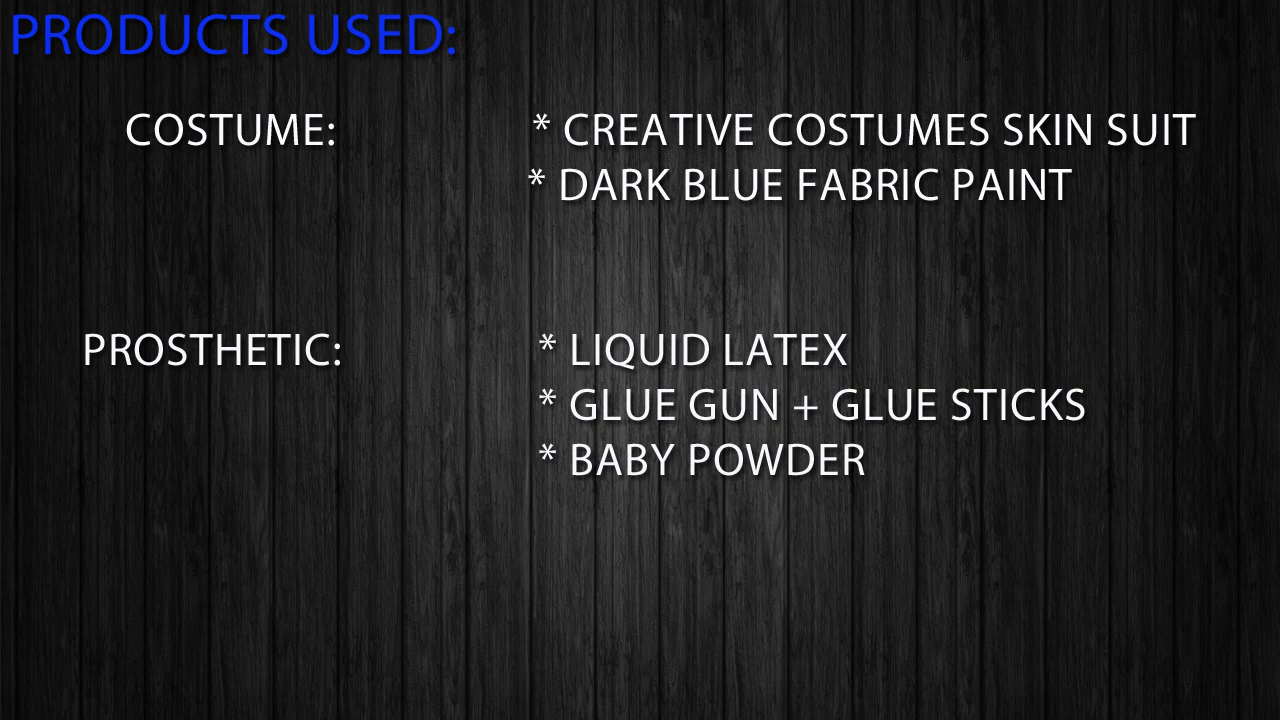 PRODUCTS USED:
COSTUME: * CREATIVE COSTUMES SKIN SUIT
* DARK BLUE FABRIC PAINT
PROSTHETIC: * LIQUID LATEX
* GLUE GUN + GLUE STICKS
* BABY POWDER